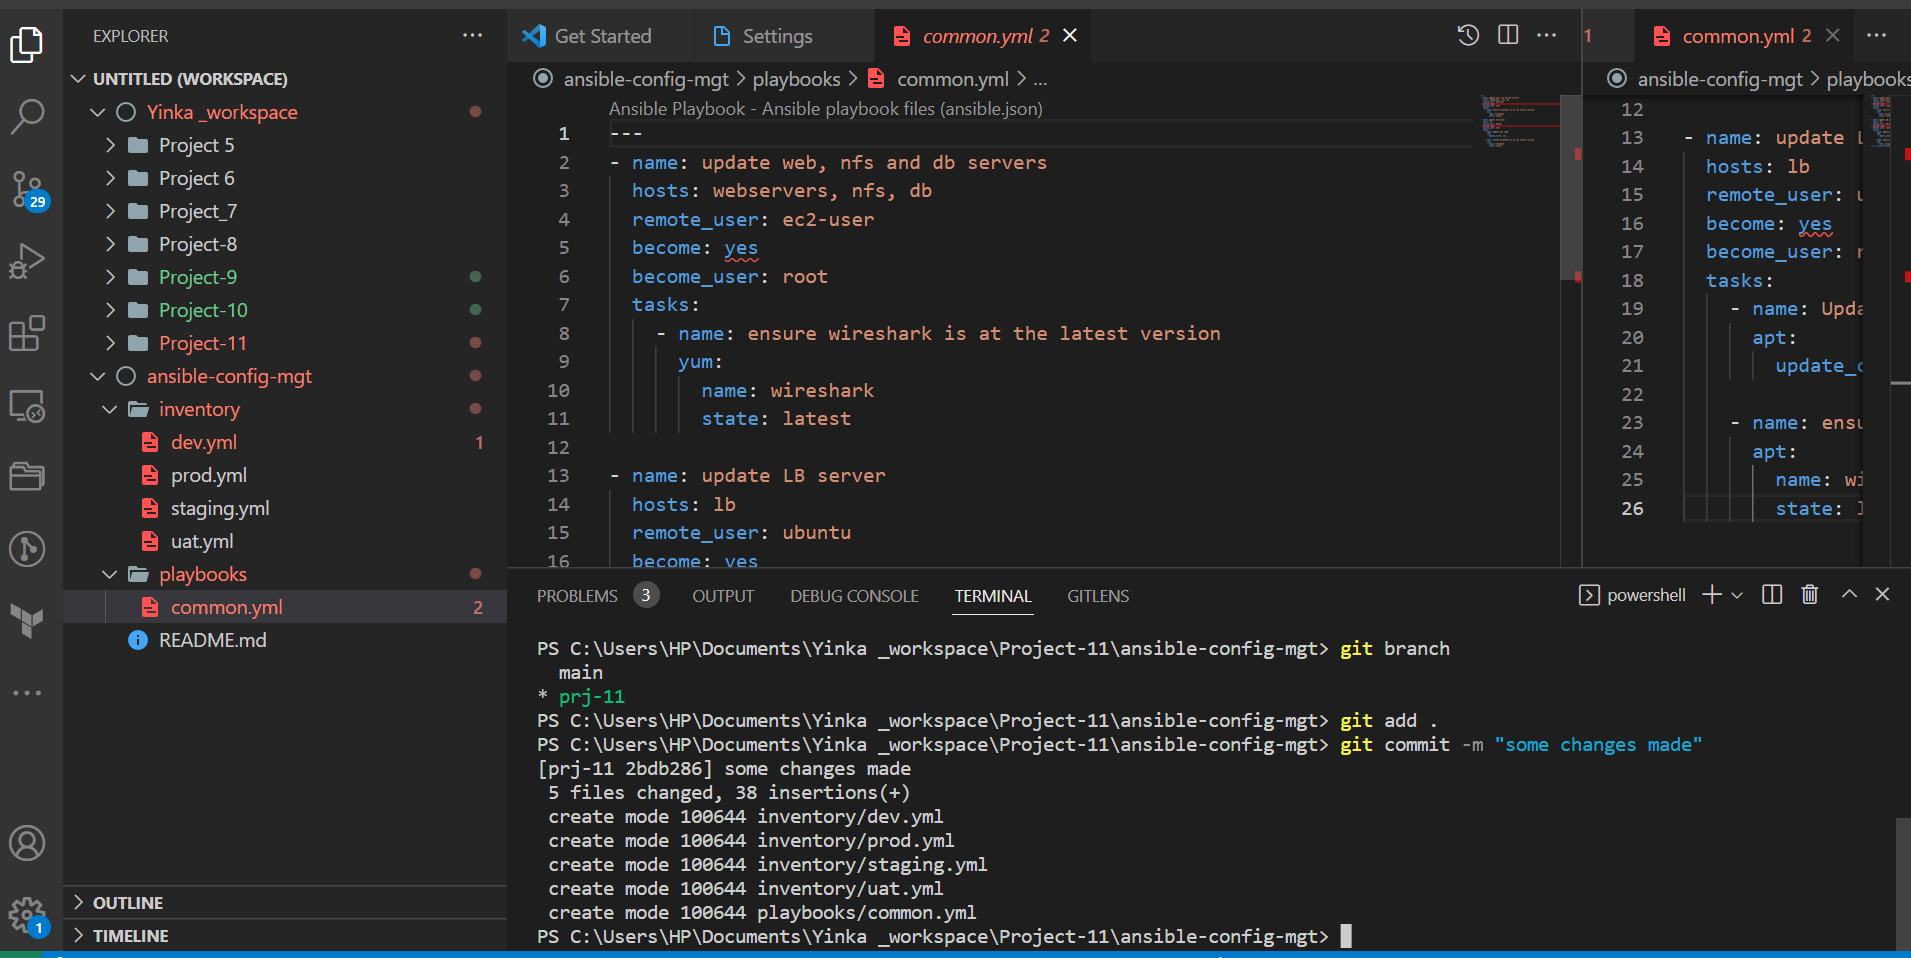 EXPLORER
UNTITLED (WORKSPACE)
Yinka _workspace
Project 5
Project 6
Project_7
Project-8
Project-9
Project-10
Project-11
ansible-config-mgt
inventory
dev.yml 1
prod.yml
staging.yml
uat.yml
playbooks
common.yml 2
README.md
OUTLINE
TIMELINE
29
1
Get Started
Settings
common.yml 2
ansible-config-mgt > playbooks > common.yml > ...
Ansible Playbook - Ansible playbook files (ansible.json)
1 ---
2 - name: update web, nfs and db servers
3 hosts: webservers, nfs, db
4 remote_user: ec2-user
5 become: yes
6 become_user: root
7 tasks:
8 - name: ensure wireshark is at the latest version
9 yum:
10 name: wireshark
11 state: latest
12
13 - name: update LB server
14 hosts: lb
15 remote_user: ubuntu
16 become: yes
1
common.yml 2
ansible-config-mgt > playbooks
12
13 - name: update
14 hosts: lb
15 remote_user:
16 become: yes
17 become_user:
18 tasks:
19 - name: Upda
20 apt:
21 update_c
22
23 - name: ensu
24 apt:
25 name: wi
26 state:
PROBLEMS 3
OUTPUT
DEBUG CONSOLE
TERMINAL
GITLENS
powershell
PS C:\Users\HP\Documents\Yinka _workspace\Project-11\ansible-config-mgt> git branch
main
* prj-11
PS C:\Users\HP\Documents\Yinka _workspace\Project-11\ansible-config-mgt> git add .
PS C:\Users\HP\Documents\Yinka _workspace\Project-11\ansible-config-mgt> git commit -m "some changes made"
[prj-11 2bdb286] some changes made
5 files changed, 38 insertions(+)
create mode 100644 inventory/dev.yml
create mode 100644 inventory/prod.yml
create mode 100644 inventory/staging.yml
create mode 100644 inventory/uat.yml
create mode 100644 playbooks/common.yml
PS C:\Users\HP\Documents\Yinka _workspace\Project-11\ansible-config-mgt>